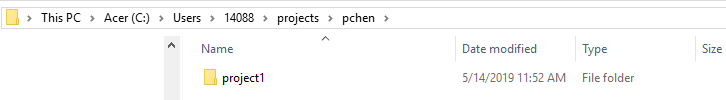 This PC > Acer (C:) > Users > 14088 > projects > pchen >
Name Date modified Type Size
project1 5/14/2019 11:52 AM File folder